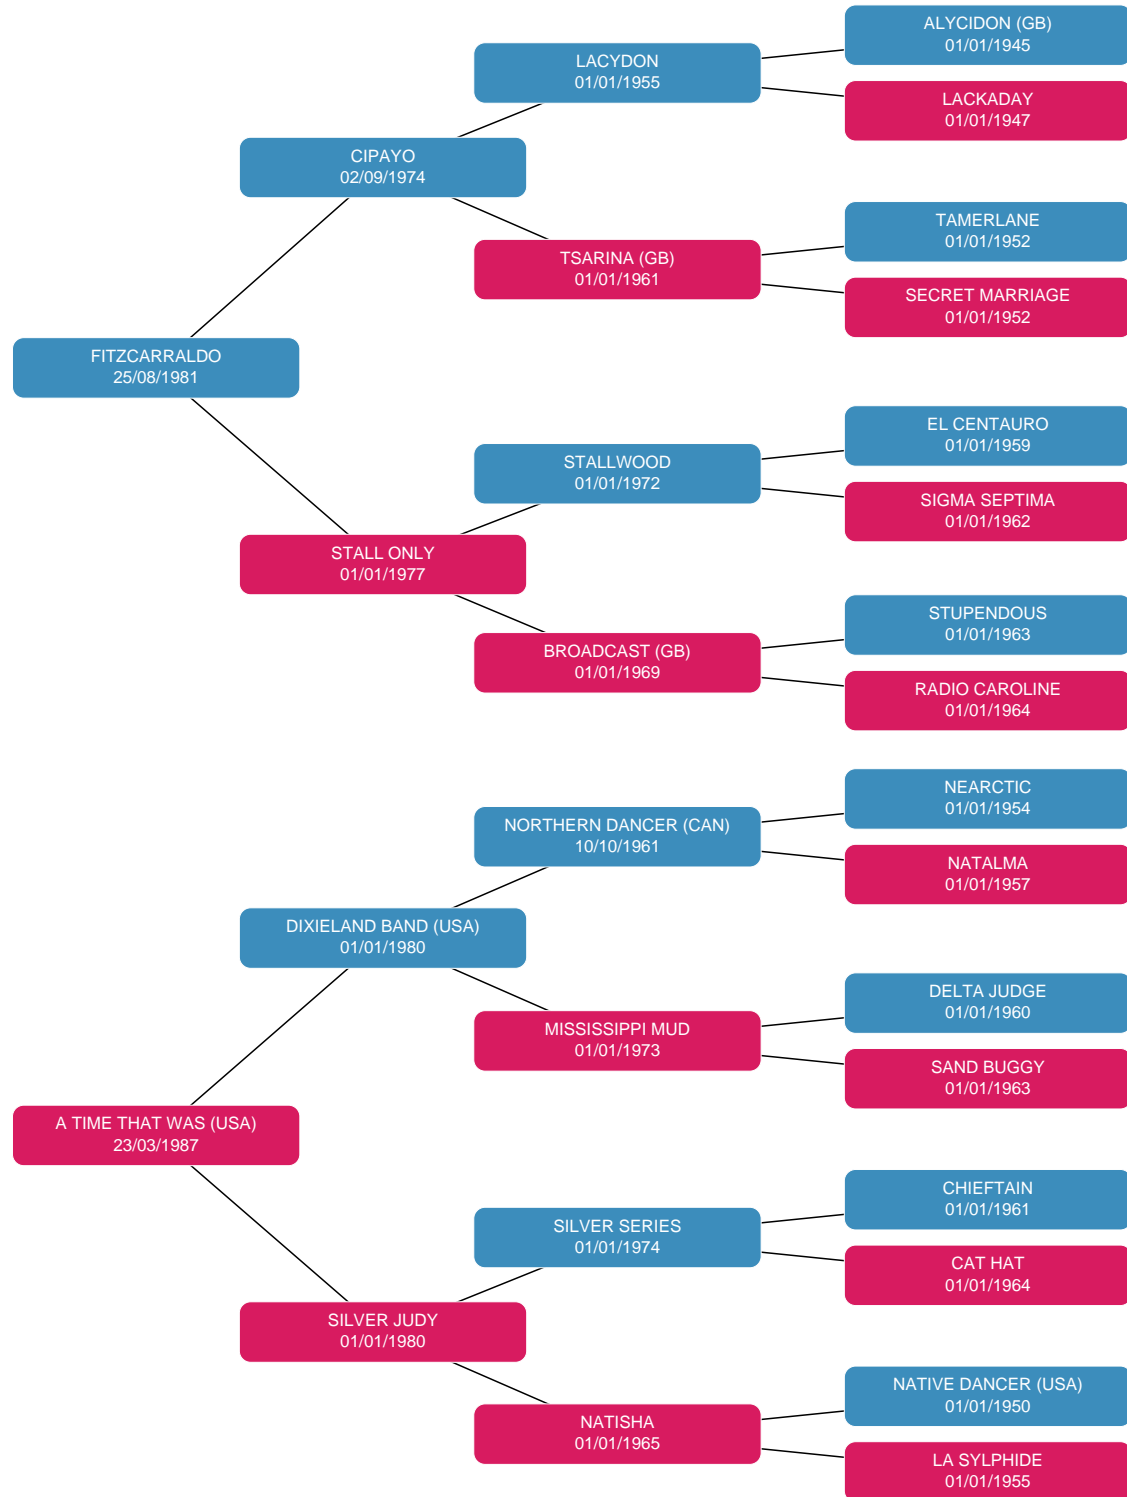 ALYCIDON (GB)
01/01/1945
LACYDON
01/01/1955
LACKADAY
01/01/1947
CIPAYO
02/09/1974
TAMERLANE
01/01/1952
TSARINA (GB)
01/01/1961
SECRET MARRIAGE
01/01/1952
FITZCARRALDO
25/08/1981
EL CENTAURO
01/01/1959
STALLWOOD
01/01/1972
SIGMA SEPTIMA
01/01/1962
STALL ONLY
01/01/1977
STUPENDOUS
01/01/1963
BROADCAST (GB)
01/01/1969
RADIO CAROLINE
01/01/1964
NEARCTIC
01/01/1954
NORTHERN DANCER (CAN)
10/10/1961
NATALMA
01/01/1957
DIXIELAND BAND (USA)
01/01/1980
DELTA JUDGE
01/01/1960
MISSISSIPPI MUD
01/01/1973
SAND BUGGY
01/01/1963
A TIME THAT WAS (USA)
23/03/1987
CHIEFTAIN
01/01/1961
SILVER SERIES
01/01/1974
CAT HAT
01/01/1964
SILVER JUDY
01/01/1980
NATIVE DANCER (USA)
01/01/1950
NATISHA
01/01/1965
LA SYLPHIDE
01/01/1955